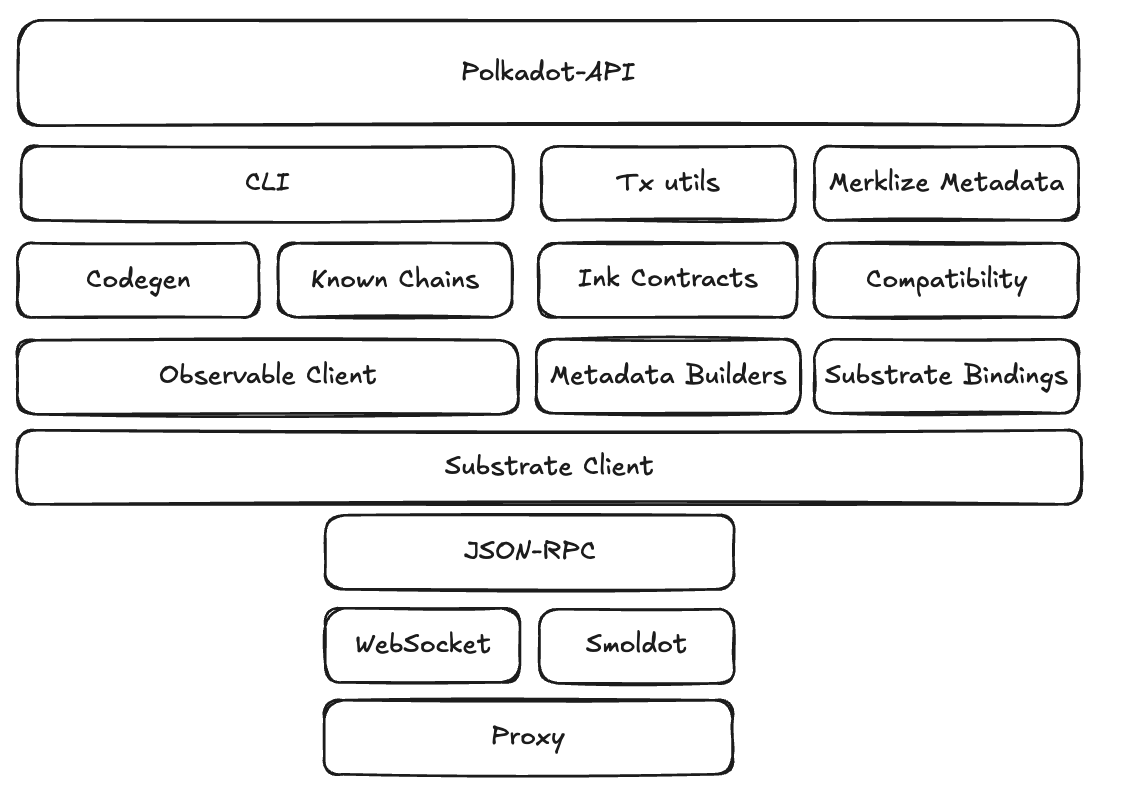 Polkadot-API
CLI
Tx utils
Merklize Metadata
Codegen
Known Chains
Ink Contracts
Compatibility
Observable Client
Metadata Builders
Substrate Bindings
Substrate Client
JSON-RPC
WebSocket
Smoldot
Proxy